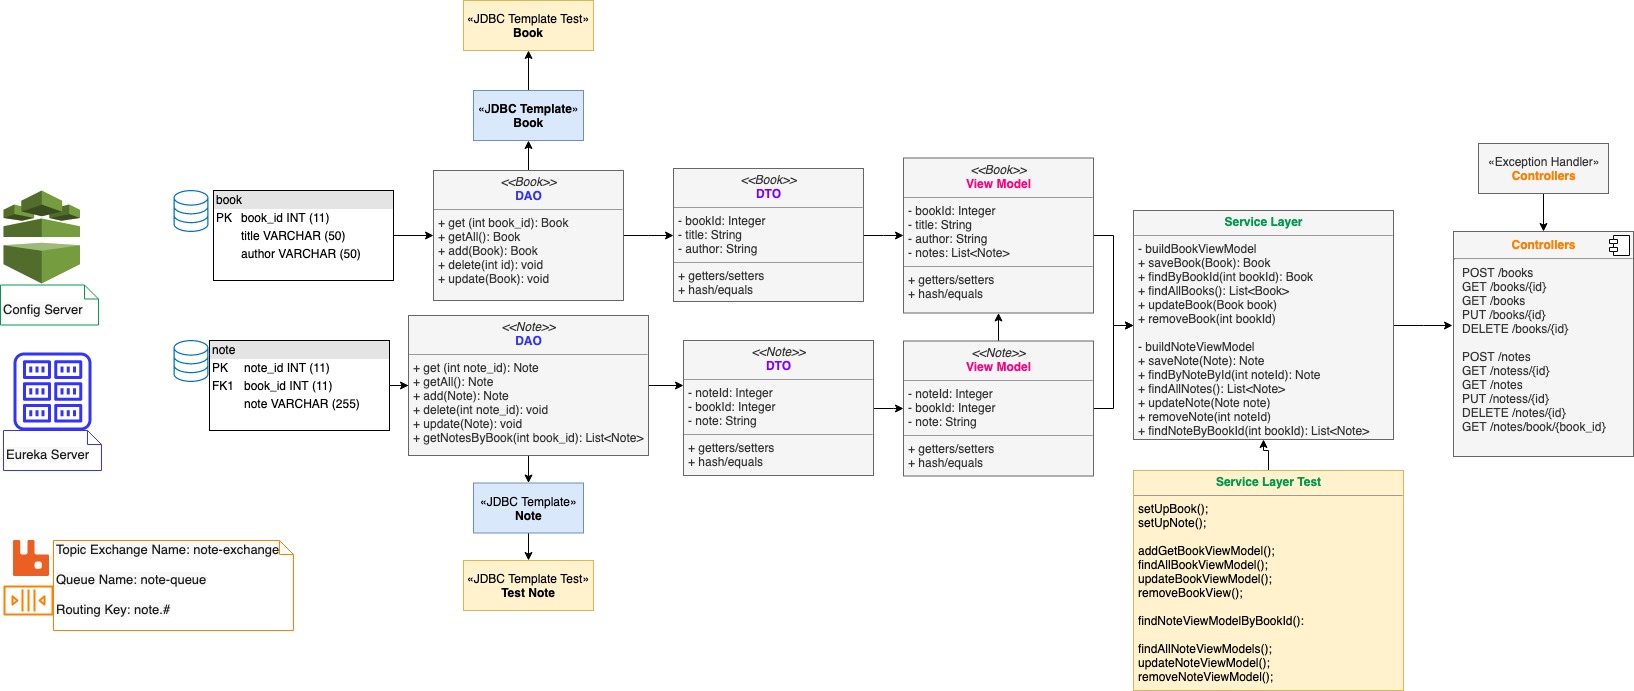 «JDBC Template Test»
Book
«JDBC Template»
Book
Config Server
Eureka Server
Topic Exchange Name: note-exchange
Queue Name: note-queue
Routing Key: note.#
book
PK book_id INT (11)
title VARCHAR (50)
author VARCHAR (50)
note
PK note_id INT (11)
FK1 book_id INT (11)
note VARCHAR (255)
<<Book>>
DAO
+ get (int book_id): Book
+ getAll(): Book
+ add(Book): Book
+ delete(int id): void
+ update(Book): void
<<Note>>
DAO
+ get (int note_id): Note
+ getAll(): Note
+ add(Note): Note
+ delete(int note_id): void
+ update(Note): void
+ getNotesByBook(int book_id): List<Note>
«JDBC Template»
Note
«JDBC Template Test»
Test Note
<<Book>>
DTO
- bookId: Integer
- title: String
- author: String
+ getters/setters
+ hash/equals
<<Note>>
DTO
- noteId: Integer
- bookId: Integer
- note: String
+ getters/setters
+ hash/equals
<<Book>>
View Model
- bookId: Integer
- title: String
- author: String
- notes: List<Note>
+ getters/setters
+ hash/equals
<<Note>>
View Model
- noteId: Integer
- bookId: Integer
- note: String
+ getters/setters
+ hash/equals
Service Layer
- buildBookViewModel
+ saveBook(Book): Book
+ findByBookId(int bookId): Book
+ findAllBooks(): List<Book>
+ updateBook(Book book)
+ removeBook(int bookId)
- buildNoteViewModel
+ saveNote(Note): Note
+ findByNoteById(int noteId): Note
+ findAllNotes(): List<Note>
+ updateNote(Note note)
+ removeNote(int noteId)
+ findNoteByBookId(int bookId): List<Note>
Service Layer Test
setUpBook();
setUpNote();
addGetBookViewModel();
findAllBookViewModel();
updateBookViewModel();
removeBookView();
findNoteViewModelByBookId():
findAllNoteViewModels();
updateNoteViewModel();
removeNoteViewModel();
«Exception Handler»
Controllers
Controllers
POST /books
GET /books/{id}
GET /books
PUT /books/{id}
DELETE /books/{id}
POST /notes
GET /notess/{id}
GET /notes
PUT /notess/{id}
DELETE /notes/{id}
GET /notes/book/{book_id}